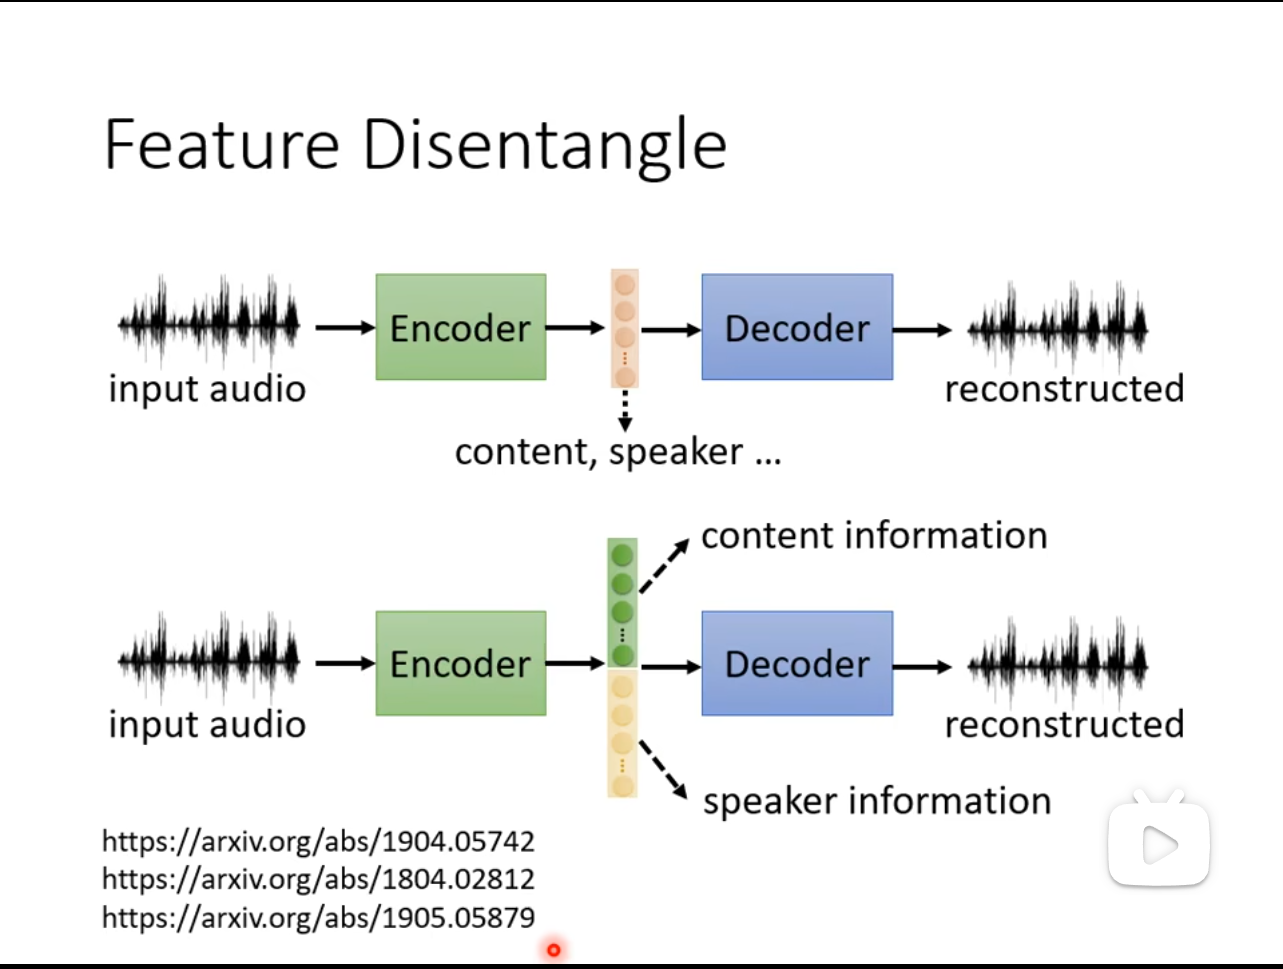 Feature Disentangle
Encoder
Decoder
input audio
reconstructed
content, speaker ...
content information
Encoder
Decoder
input audio
reconstructed
speaker information
https://arxiv.org/abs/1904.05742
https://arxiv.org/abs/1804.02812
https://arxiv.org/abs/1905.05879